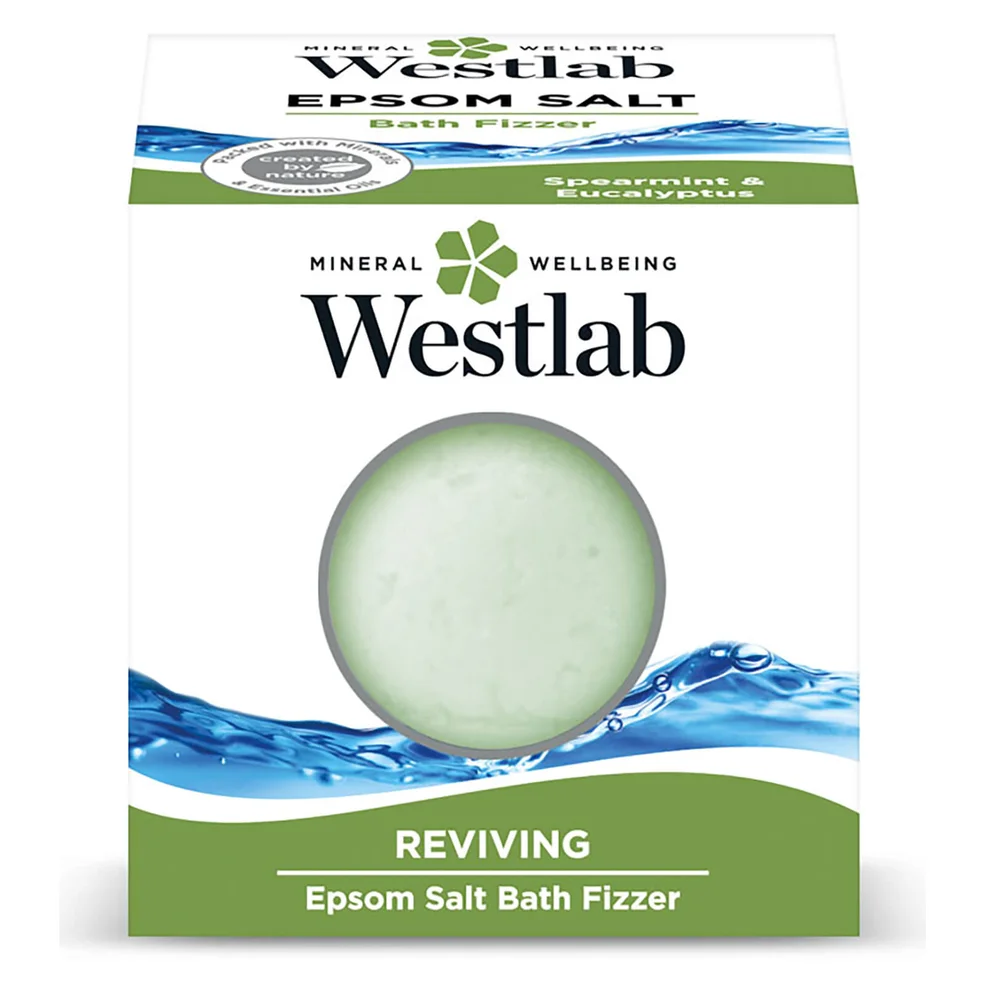 MINERAL WELLBEING
Westlab
EPSOM SALT
Bath Fizzer
Packed with Minerals
created
by
nature
& Essential Oils
Spearmint &
Eucalyptus
MINERAL WELLBEING
Westlab
REVIVING
Epsom Salt Bath Fizzer